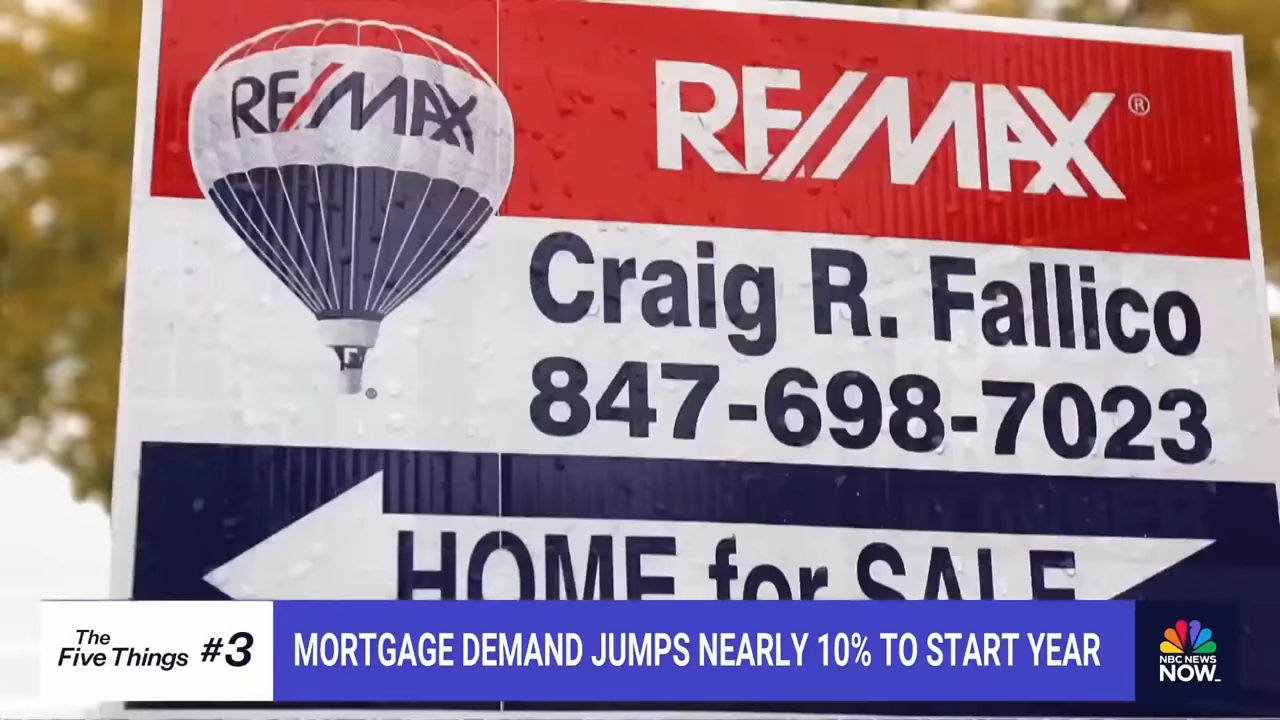 RE/MAX
RE/MAX®
Craig R. Fallico
847-698-7023
HOME for SALE
The
Five Things #3
MORTGAGE DEMAND JUMPS NEARLY 10% TO START YEAR
NBC NEWS
NOW